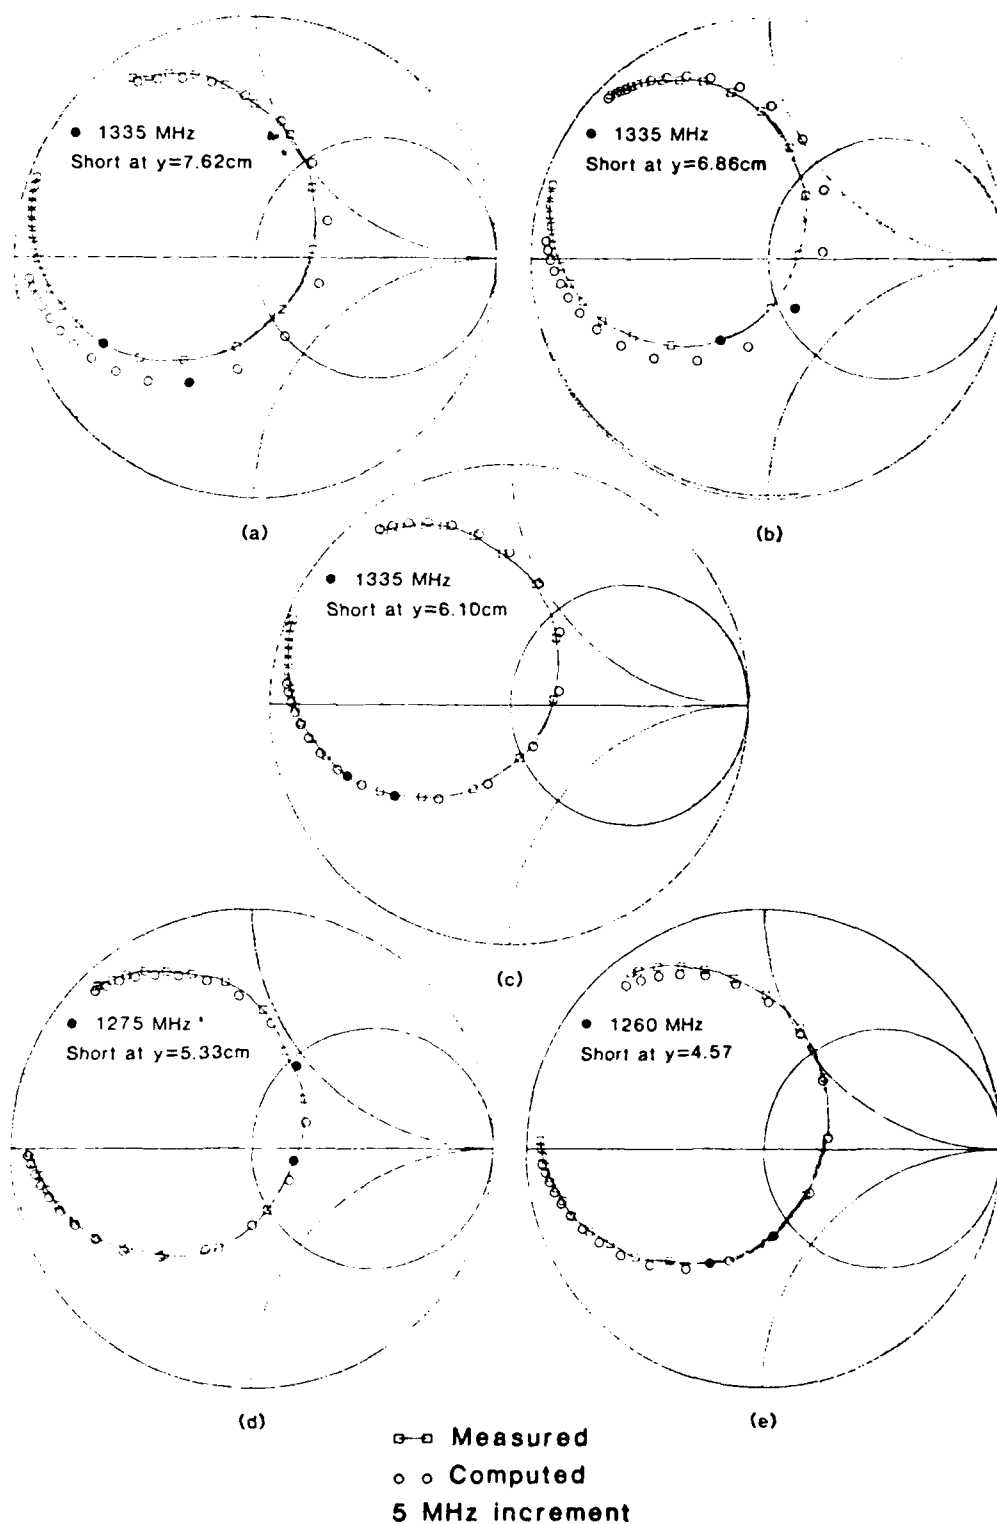 ● 1335 MHz
Short at y=7.62cm
● 1335 MHz
Short at y=6.86cm
(a)
(b)
● 1335 MHz
Short at y=6.10cm
(c)
● 1275 MHz
Short at y=5.33cm
● 1260 MHz
Short at y=4.57
(d)
(e)
Measured
Computed
5 MHz increment